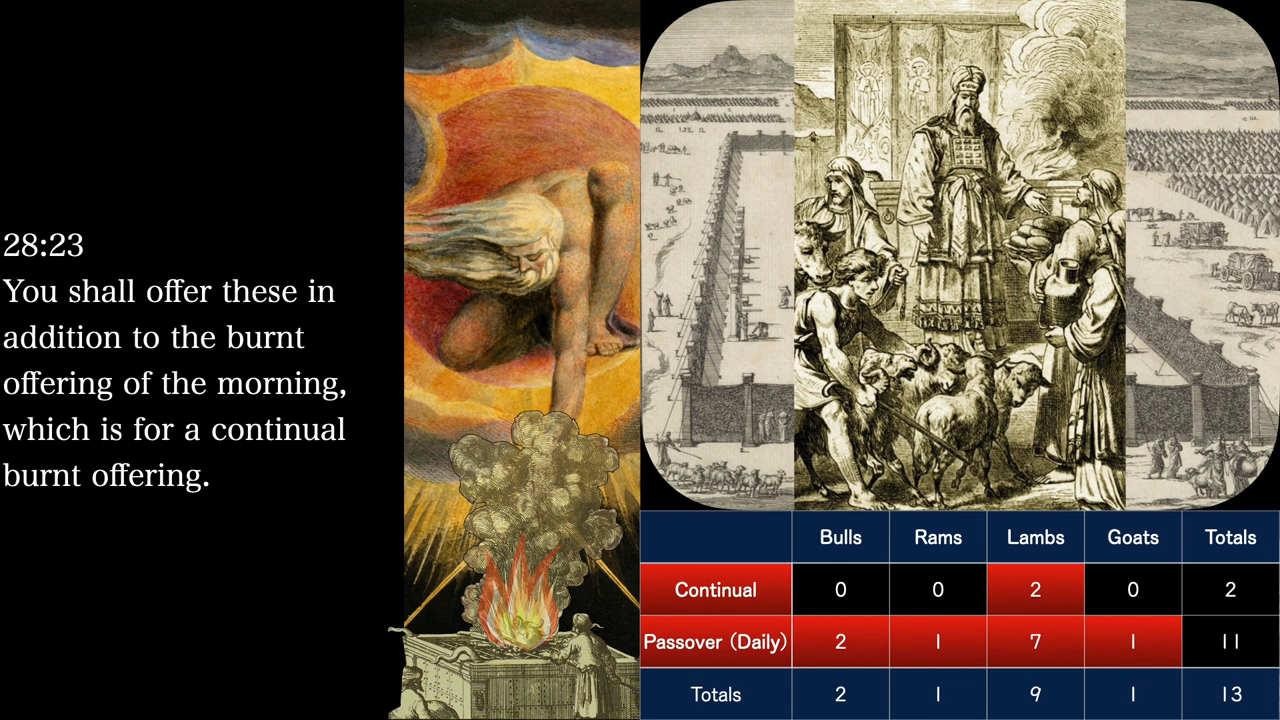 28:23
You shall offer these in
addition to the burnt
offering of the morning,
which is for a continual
burnt offering.
Bulls Rams Lambs Goats Totals
Continual 0 0 2 0 2
Passover (Daily) 2 1 7 1 11
Totals 2 1 9 1 13